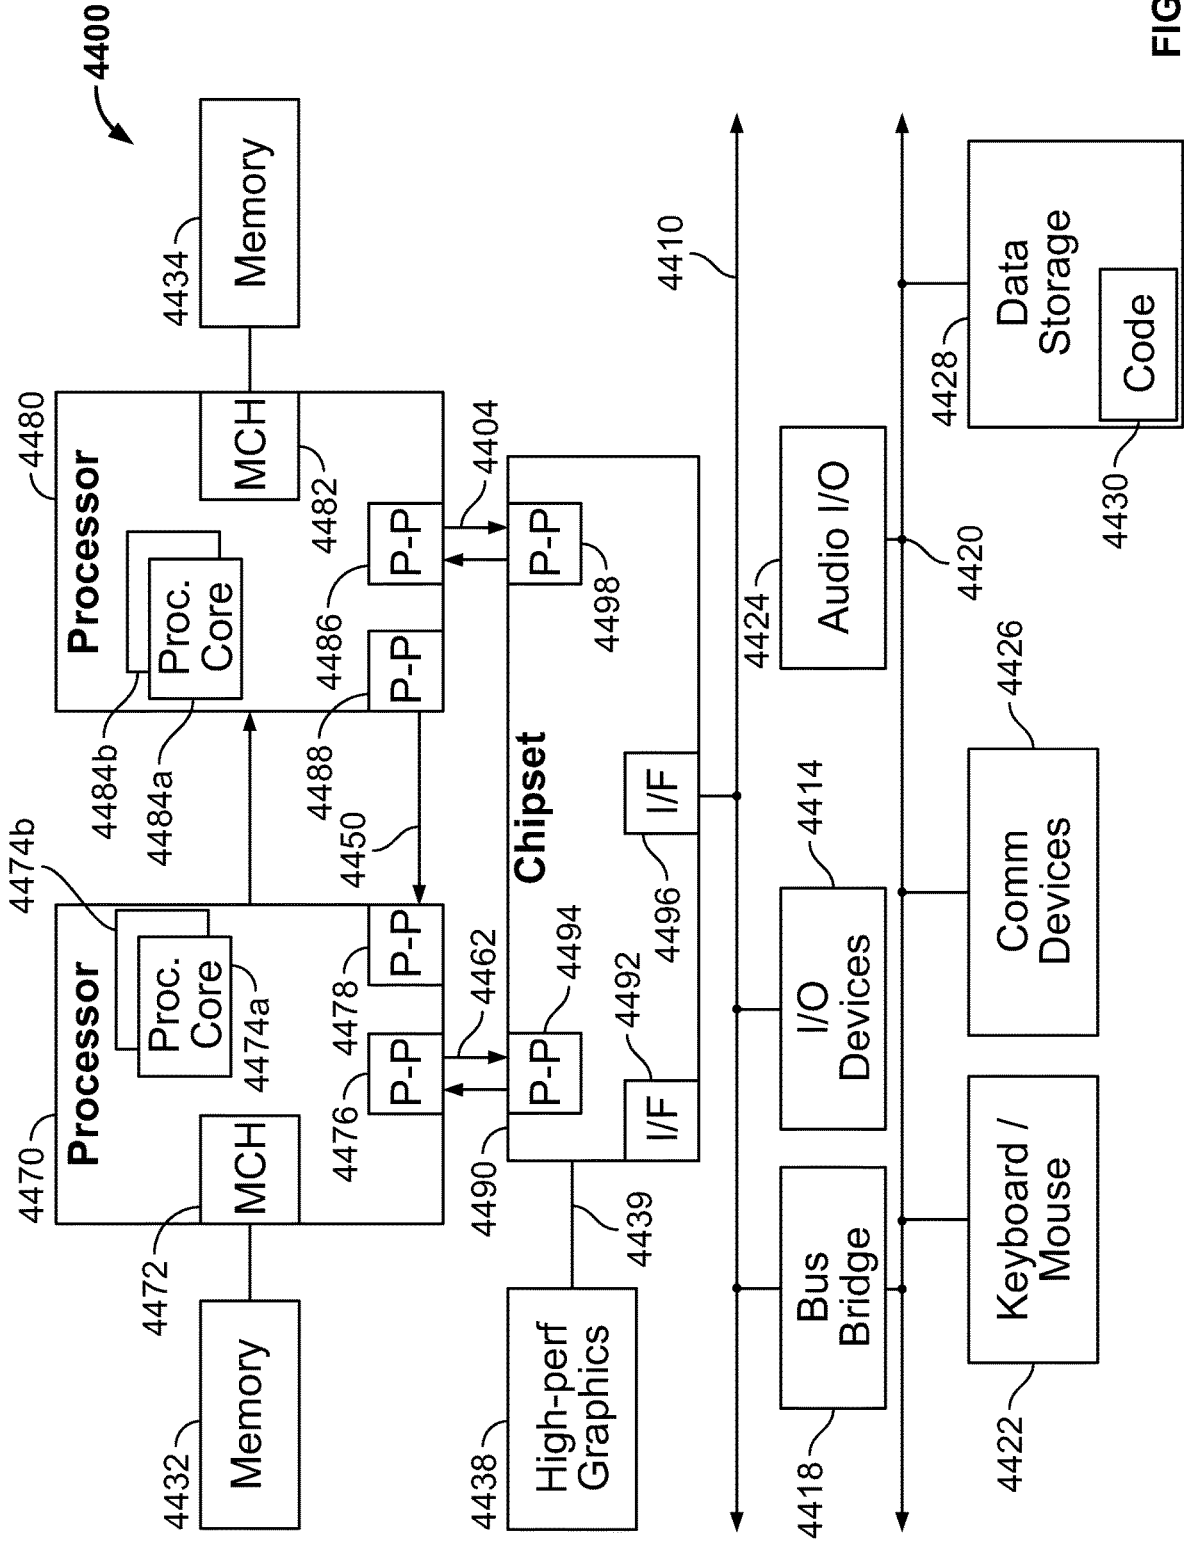 4400
4470
Processor
4474b
Proc.
Core
4474a
4472
MCH
4432
Memory
4476
P-P
4478
P-P
4450
4480
Processor
4484b
4484a
Proc.
Core
MCH
4482
4434
Memory
4488
P-P
4486
P-P
4462
4404
4490
P-P
4494
Chipset
P-P
4498
4438
High-perf
Graphics
4439
I/F
4492
I/F
4496
4410
4418
Bus
Bridge
I/O
Devices
4414
4424
Audio I/O
4420
4422
Keyboard /
Mouse
Comm
Devices
4426
4428
Data
Storage
4430
Code
FIG